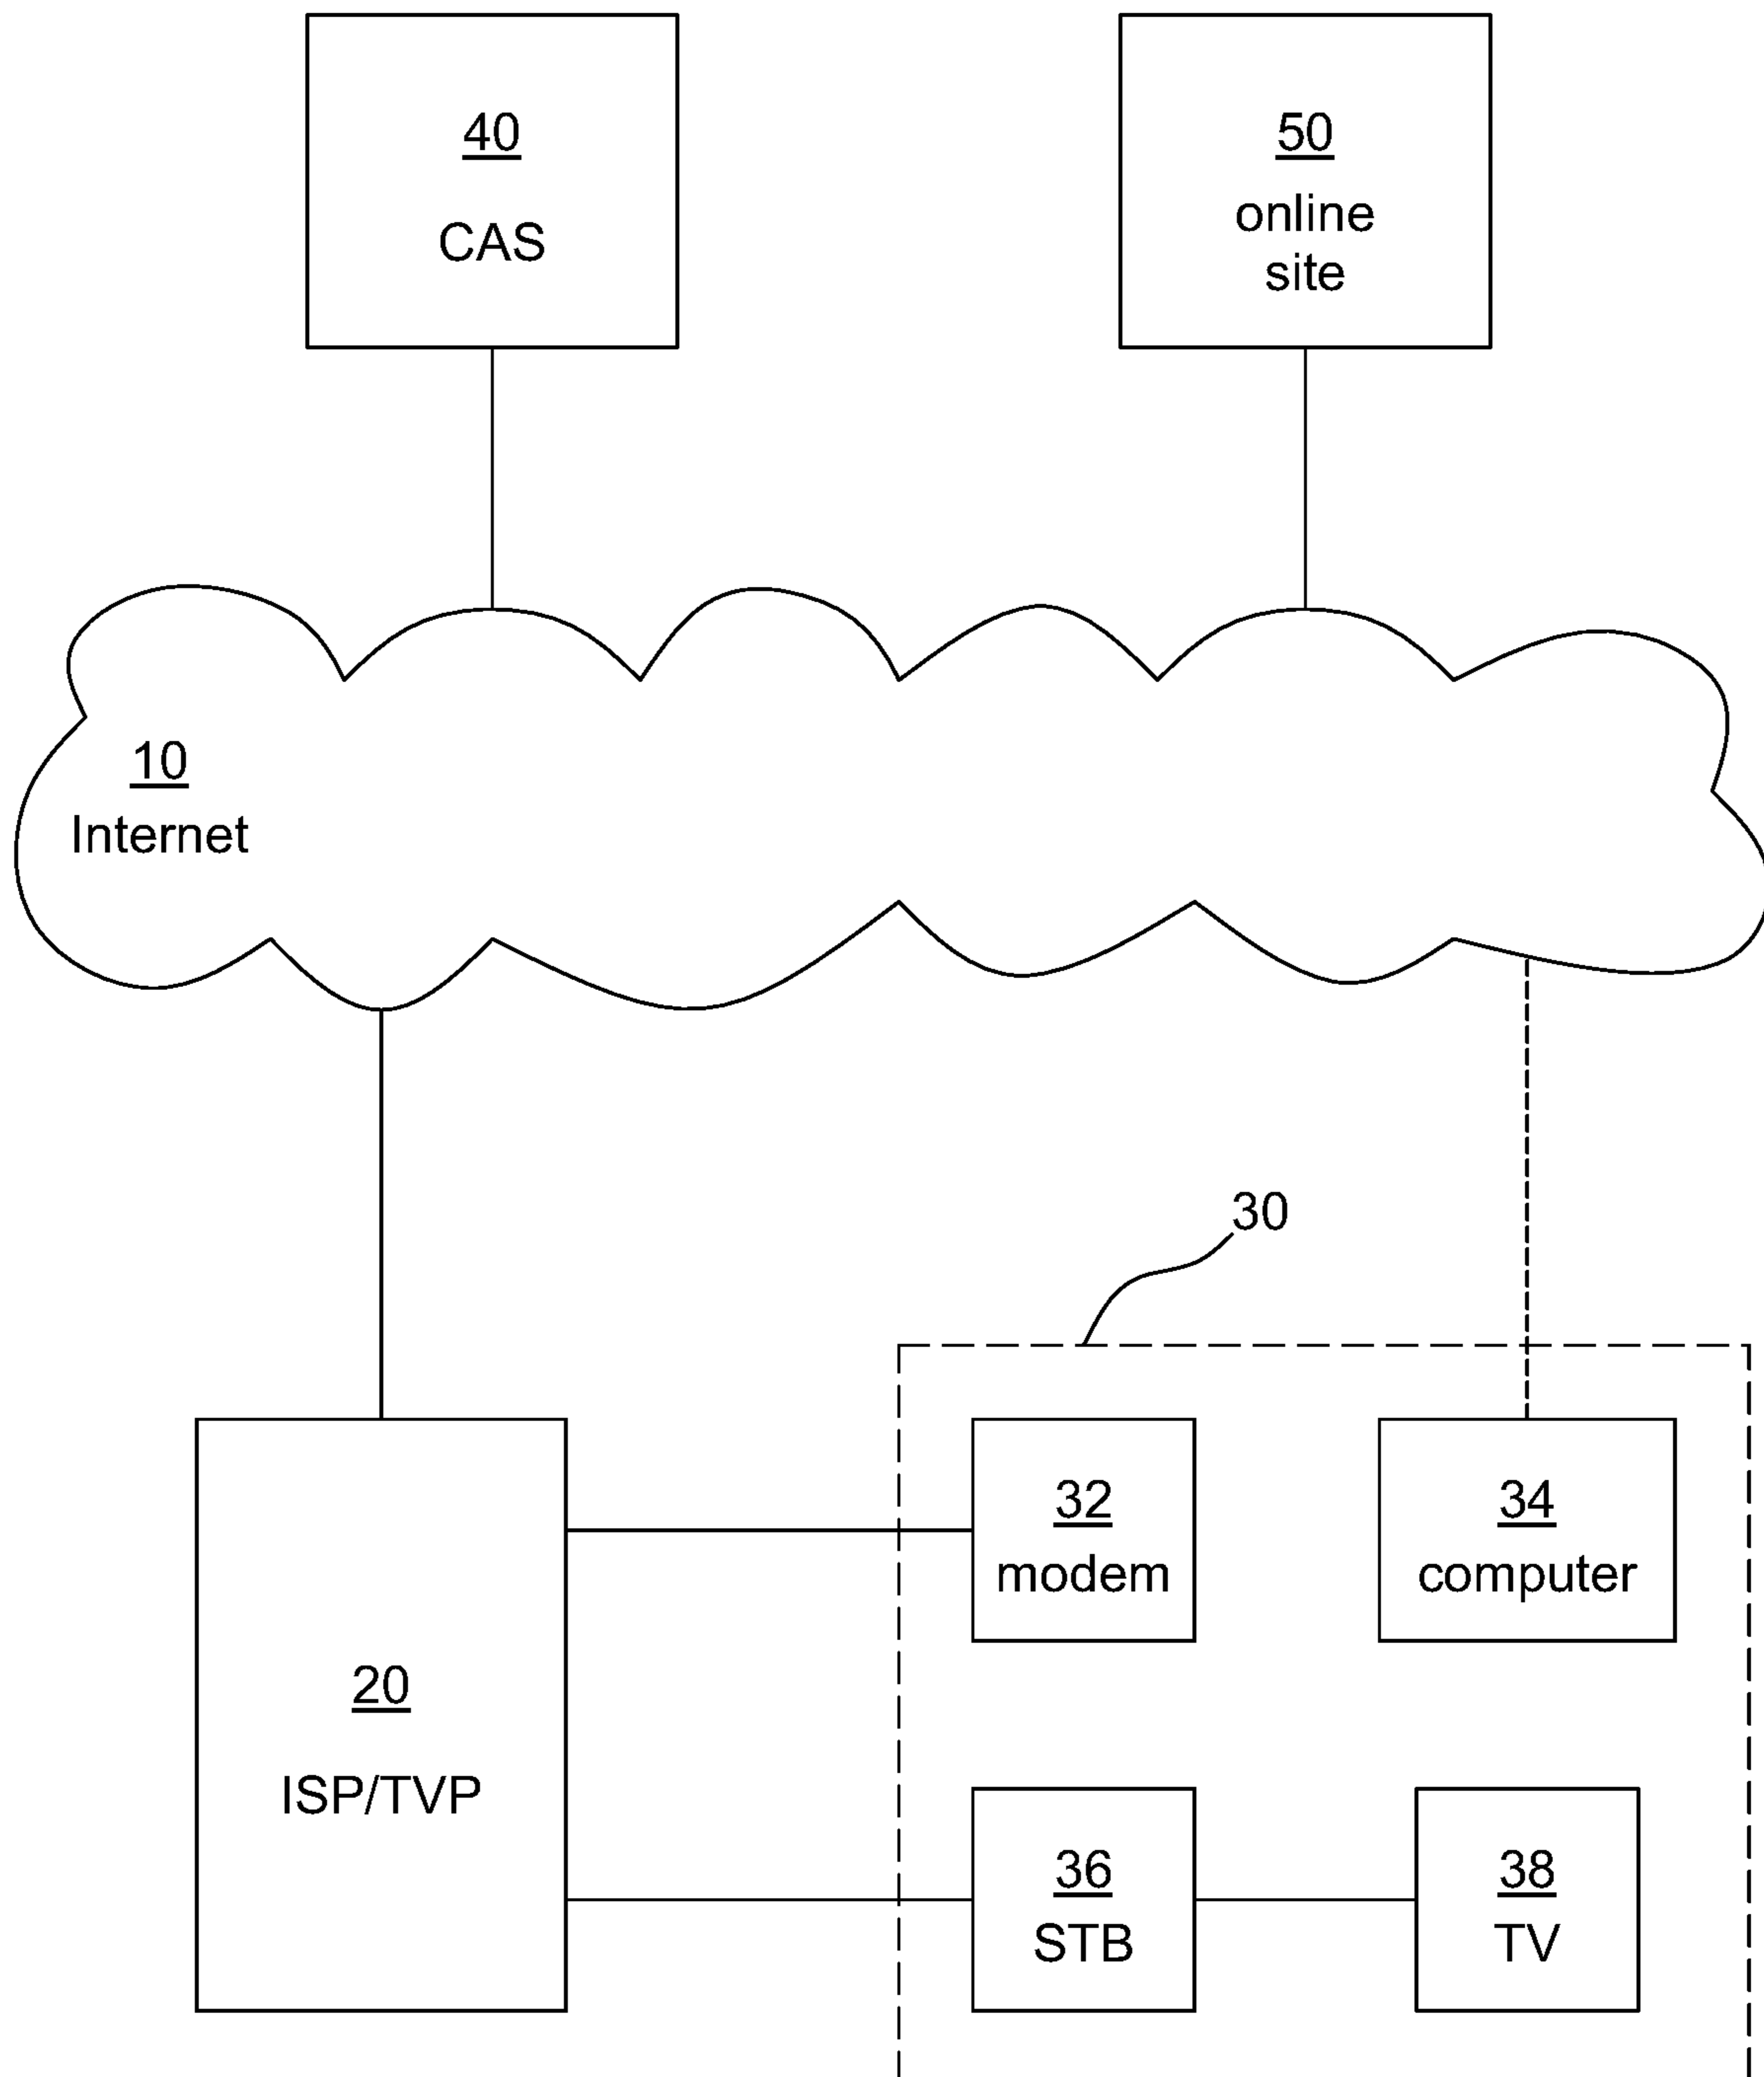 40
CAS
50
online
site
10
Internet
30
32
modem
34
computer
20
ISP/TVP
36
STB
38
TV